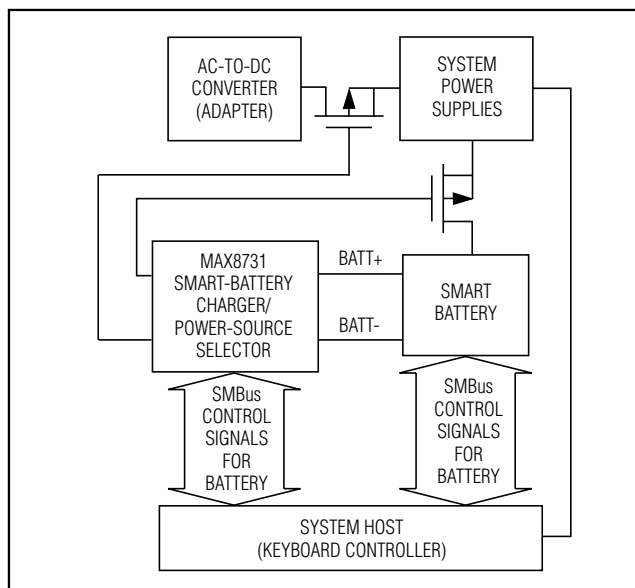 AC-TO-DC
CONVERTER
(ADAPTER)
SYSTEM
POWER
SUPPLIES
MAX8731
SMART-BATTERY
CHARGER/
POWER-SOURCE
SELECTOR
BATT+
BATT-
SMART
BATTERY
SMBus
CONTROL
SIGNALS
FOR
BATTERY
SMBus
CONTROL
SIGNALS
FOR
BATTERY
SYSTEM HOST
(KEYBOARD CONTROLLER)